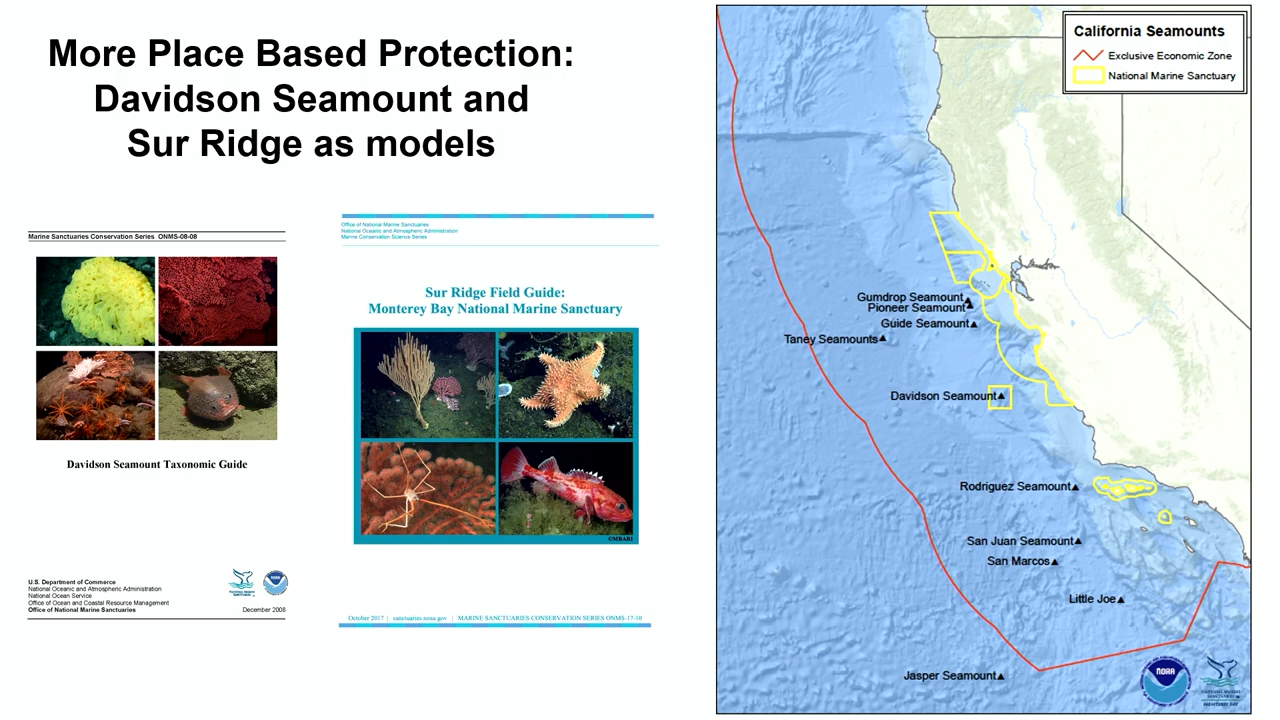 More Place Based Protection:
Davidson Seamount and
Sur Ridge as models
Marine Sanctuaries Conservation Series ONMS-08-08
Davidson Seamount Taxonomic Guide
U.S. Department of Commerce
National Oceanic and Atmospheric Administration
National Ocean Service
Office of Ocean and Coastal Resource Management
Office of National Marine Sanctuaries
December 2008
Office of National Marine Sanctuaries
National Oceanic and Atmospheric Administration
Marine Conservation Science Series
Sur Ridge Field Guide:
Monterey Bay National Marine Sanctuary
©MBARI
October 2017 | sanctuaries.noaa.gov | MARINE SANCTUARIES CONSERVATION SERIES ONMS-17-10
California Seamounts
Exclusive Economic Zone
National Marine Sanctuary
Gumdrop Seamount
Pioneer Seamount
Guide Seamount
Taney Seamounts
Davidson Seamount
Rodriguez Seamount
San Juan Seamount
San Marcos
Little Joe
Jasper Seamount
NOAA